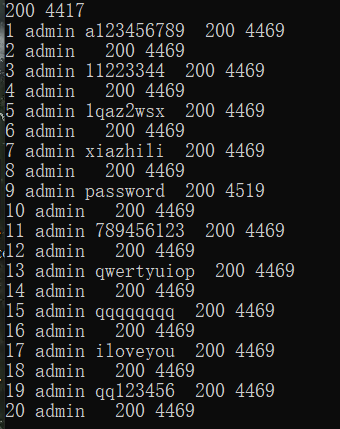 200 4417
1 admin a123456789  200 4469
2 admin   200 4469
3 admin 11223344  200 4469
4 admin   200 4469
5 admin 1qaz2wsx  200 4469
6 admin   200 4469
7 admin xiazhili  200 4469
8 admin   200 4469
9 admin password  200 4519
10 admin   200 4469
11 admin 789456123  200 4469
12 admin   200 4469
13 admin qwertyuiop  200 4469
14 admin   200 4469
15 admin qqqqqqqq  200 4469
16 admin   200 4469
17 admin iloveyou  200 4469
18 admin   200 4469
19 admin qq123456  200 4469
20 admin   200 4469